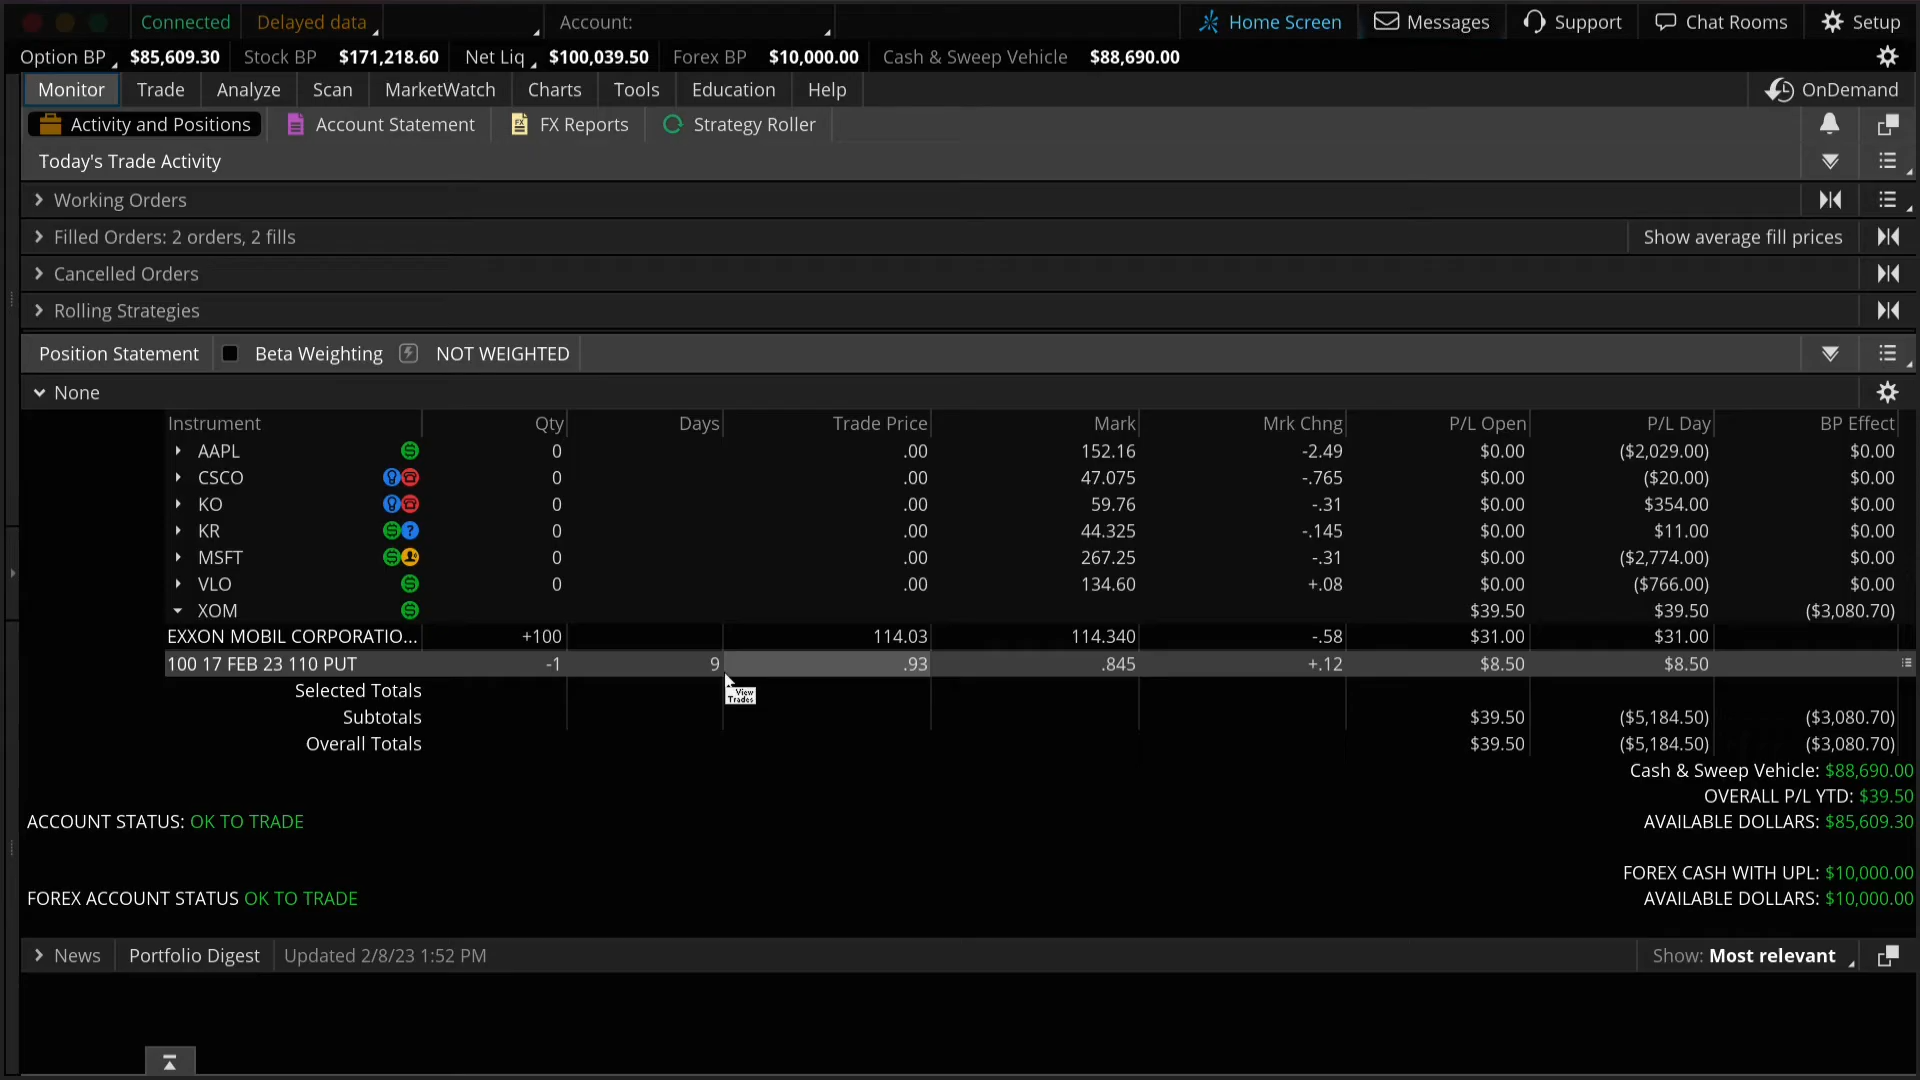 Connected Delayed data Account: Home Screen Messages Support Chat Rooms Setup
Option BP $85,609.30 Stock BP $171,218.60 Net Liq $100,039.50 Forex BP $10,000.00 Cash & Sweep Vehicle $88,690.00
Monitor Trade Analyze Scan MarketWatch Charts Tools Education Help OnDemand
Activity and Positions Account Statement FX Reports Strategy Roller
Today's Trade Activity
Working Orders
Filled Orders: 2 orders, 2 fills Show average fill prices
Cancelled Orders
Rolling Strategies
Position Statement Beta Weighting NOT WEIGHTED
None
Instrument Qty Days Trade Price Mark Mrk Chng P/L Open P/L Day BP Effect
AAPL 0 .00 152.16 -2.49 $0.00 ($2,029.00) $0.00
CSCO 0 .00 47.075 -.765 $0.00 ($20.00) $0.00
KO 0 .00 59.76 -.31 $0.00 $354.00 $0.00
KR 0 .00 44.325 -.145 $0.00 $11.00 $0.00
MSFT 0 .00 267.25 -.31 $0.00 ($2,774.00) $0.00
VLO 0 .00 134.60 +.08 $0.00 ($766.00) $0.00
XOM $39.50 $39.50 ($3,080.70)
EXXON MOBIL CORPORATIO... +100 114.03 114.340 -.58 $31.00 $31.00
100 17 FEB 23 110 PUT -1 9 .93 .845 +.12 $8.50 $8.50
View
Trades
Selected Totals
Subtotals $39.50 ($5,184.50) ($3,080.70)
Overall Totals $39.50 ($5,184.50) ($3,080.70)
Cash & Sweep Vehicle: $88,690.00
OVERALL P/L YTD: $39.50
ACCOUNT STATUS: OK TO TRADE AVAILABLE DOLLARS: $85,609.30
FOREX CASH WITH UPL: $10,000.00
FOREX ACCOUNT STATUS OK TO TRADE AVAILABLE DOLLARS: $10,000.00
News Portfolio Digest Updated 2/8/23 1:52 PM Show: Most relevant